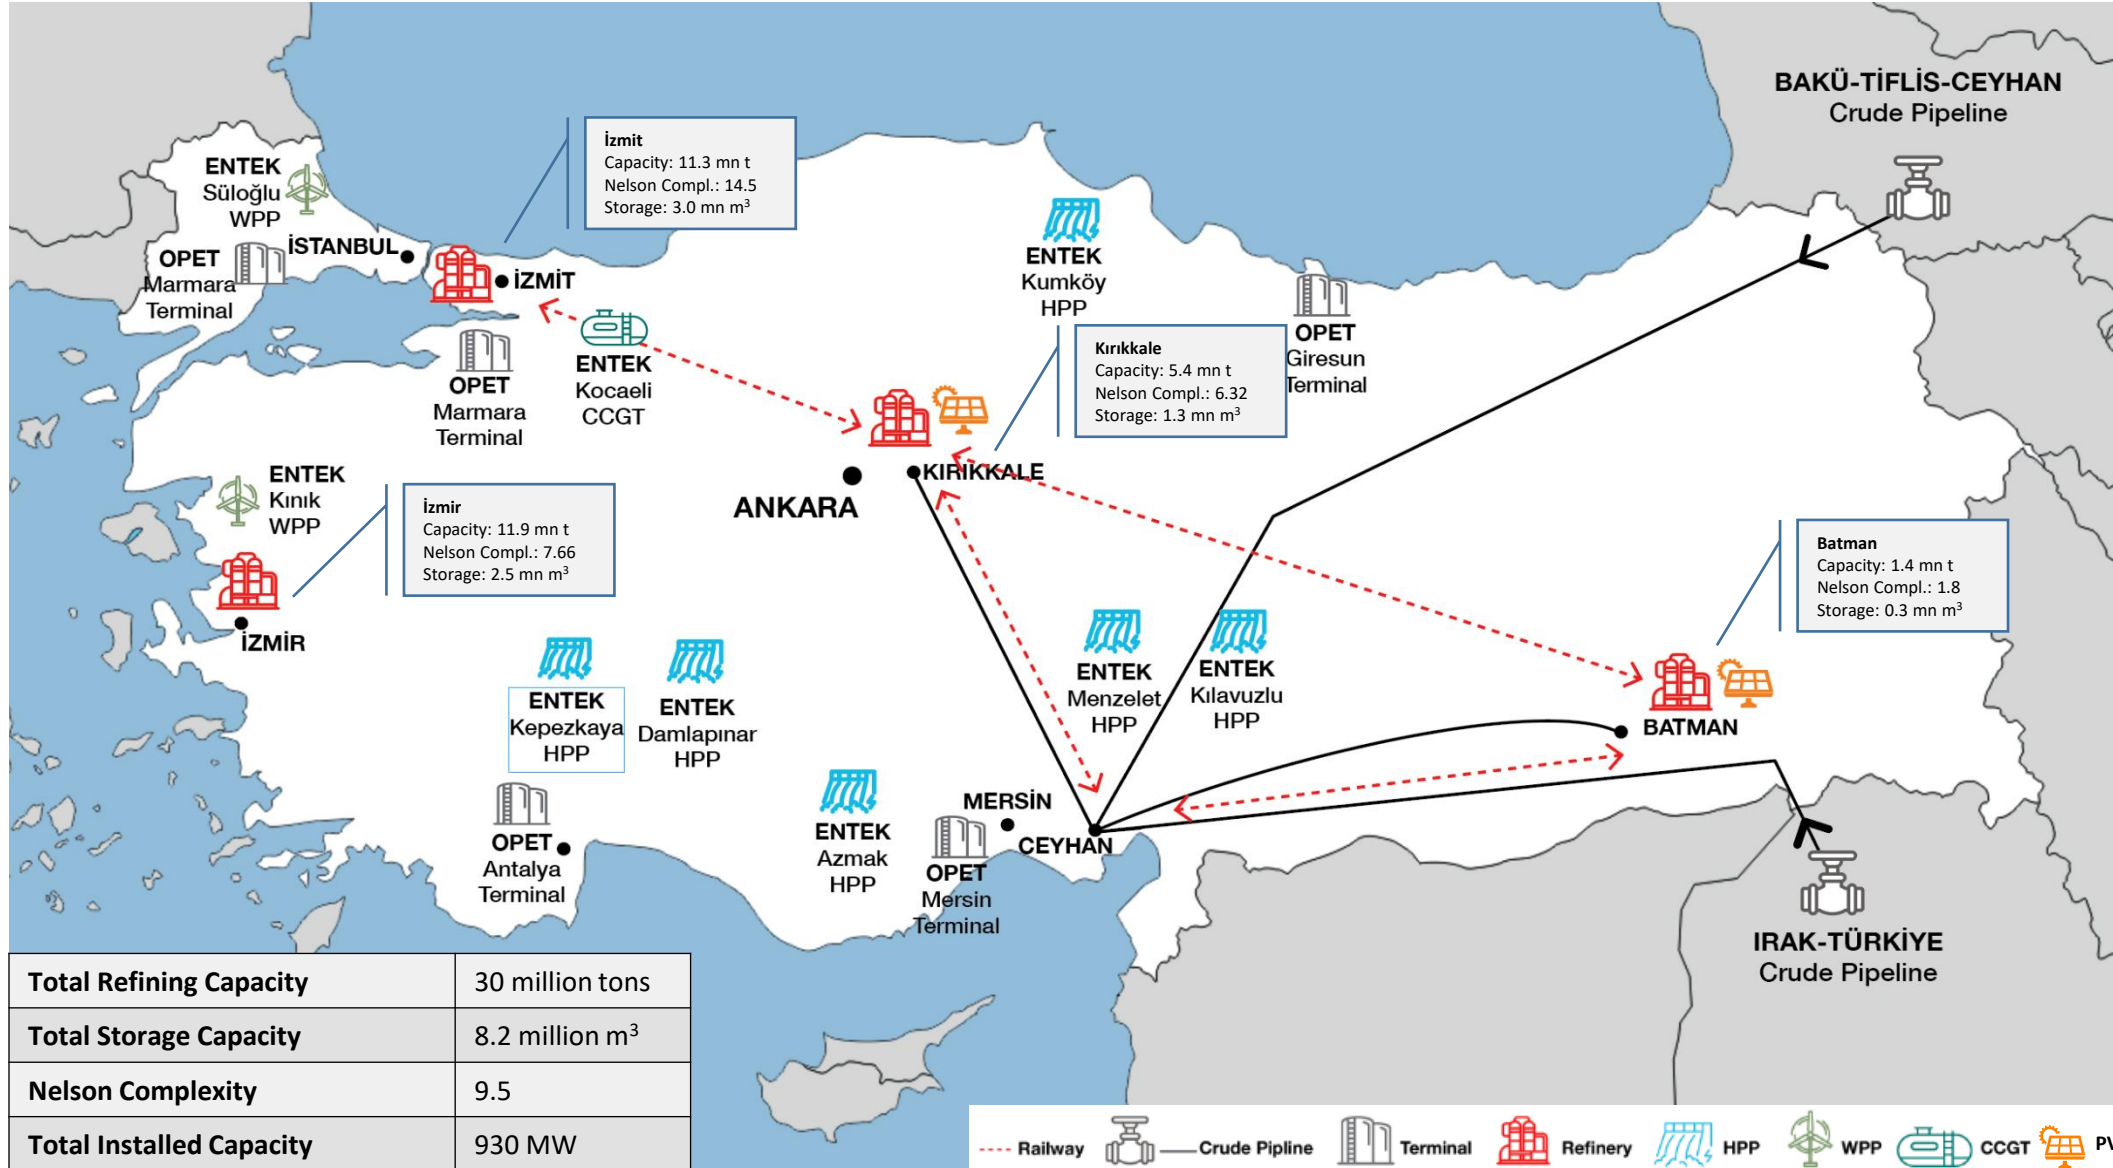 BAKÜ-TİFLİS-CEYHAN
Crude Pipeline
İzmit
Capacity: 11.3 mn t
Nelson Compl.: 14.5
Storage: 3.0 mn m³
ENTEK
Süloğlu
WPP
İSTANBUL
OPET
Marmara
Terminal
İZMİT
ENTEK
Kumköy
HPP
OPET
Giresun
Terminal
OPET
Marmara
Terminal
ENTEK
Kocaeli
CCGT
Kırıkkale
Capacity: 5.4 mn t
Nelson Compl.: 6.32
Storage: 1.3 mn m³
KIRIKKALE
ANKARA
ENTEK
Kınık
WPP
İzmir
Capacity: 11.9 mn t
Nelson Compl.: 7.66
Storage: 2.5 mn m³
İZMİR
Batman
Capacity: 1.4 mn t
Nelson Compl.: 1.8
Storage: 0.3 mn m³
BATMAN
ENTEK
Kepezkaya
HPP
ENTEK
Damlapınar
HPP
ENTEK
Menzelet
HPP
ENTEK
Kılavuzlu
HPP
MERSİN
CEYHAN
ENTEK
Azmak
HPP
OPET
Mersin
Terminal
OPET
Antalya
Terminal
IRAK-TÜRKİYE
Crude Pipeline
Total Refining Capacity 30 million tons
Total Storage Capacity 8.2 million m³
Nelson Complexity 9.5
Total Installed Capacity 930 MW
Railway Crude Pipline Terminal Refinery HPP WPP CCGT PV